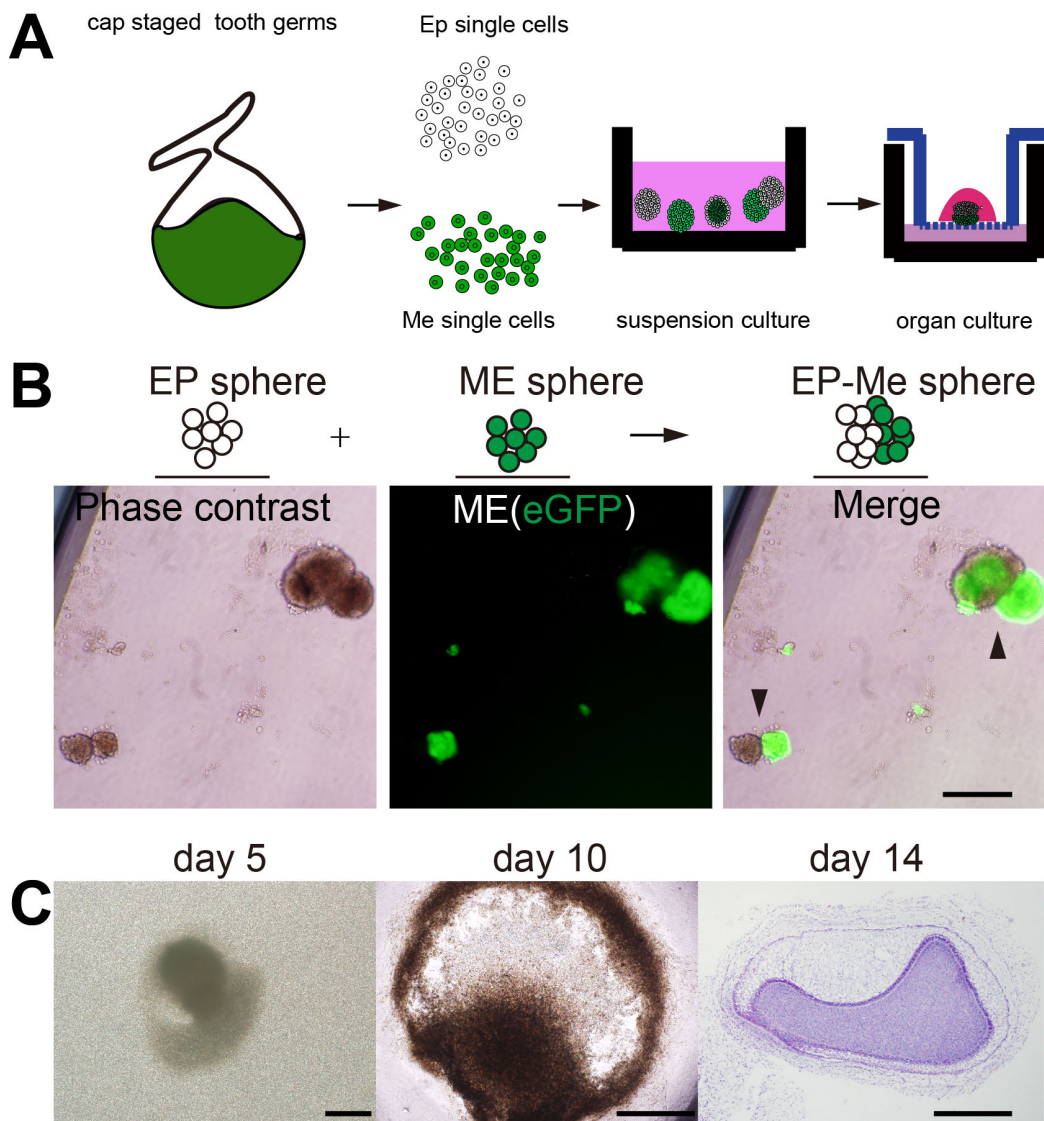 A
cap staged tooth germs
Ep single cells
Me single cells
suspension culture
organ culture
B
EP sphere
+
ME sphere
EP-Me sphere
Phase contrast
ME(eGFP)
Merge
C
day 5
day 10
day 14